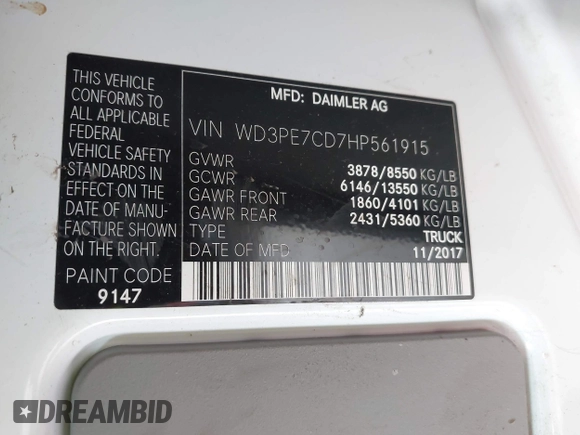 THIS VEHICLE
CONFORMS TO
ALL APPLICABLE
FEDERAL MOTOR
VEHICLE SAFETY
STANDARDS IN
EFFECT ON THE
DATE OF MANU-
FACTURE SHOWN
ON THE RIGHT.
PAINT CODE
9147
MFD: DAIMLER AG
VIN WD3PE7CD7HP561915
GVWR 3878/8550 KG/LB
GCWR 6146/13550 KG/LB
GAWR FRONT 1860/4101 KG/LB
GAWR REAR 2431/5360 KG/LB
TYPE TRUCK
DATE OF MFD 11/2017
DREAMBID